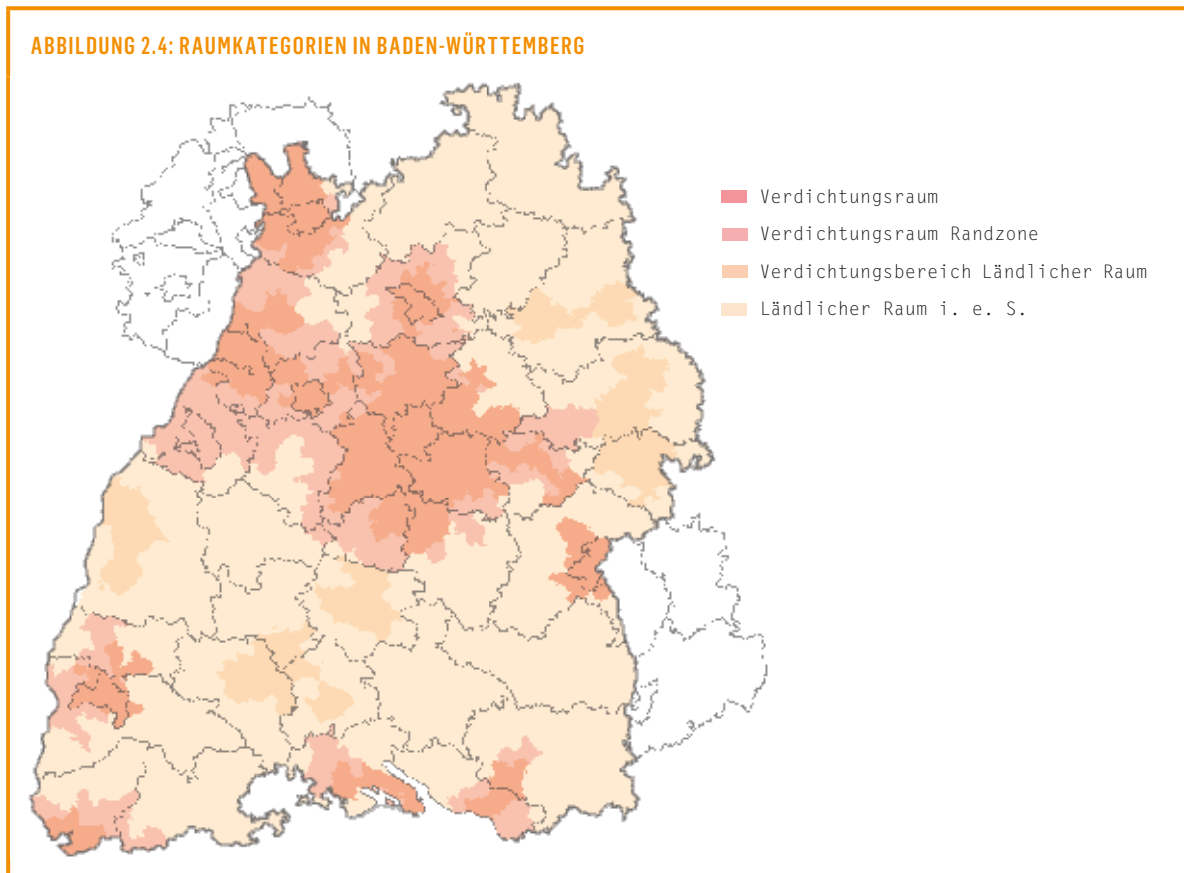 ABBILDUNG 2.4: RAUMKATEGORIEN IN BADEN-WÜRTTEMBERG
Verdichtungsraum
Verdichtungsraum Randzone
Verdichtungsbereich Ländlicher Raum
Ländlicher Raum i. e. S.